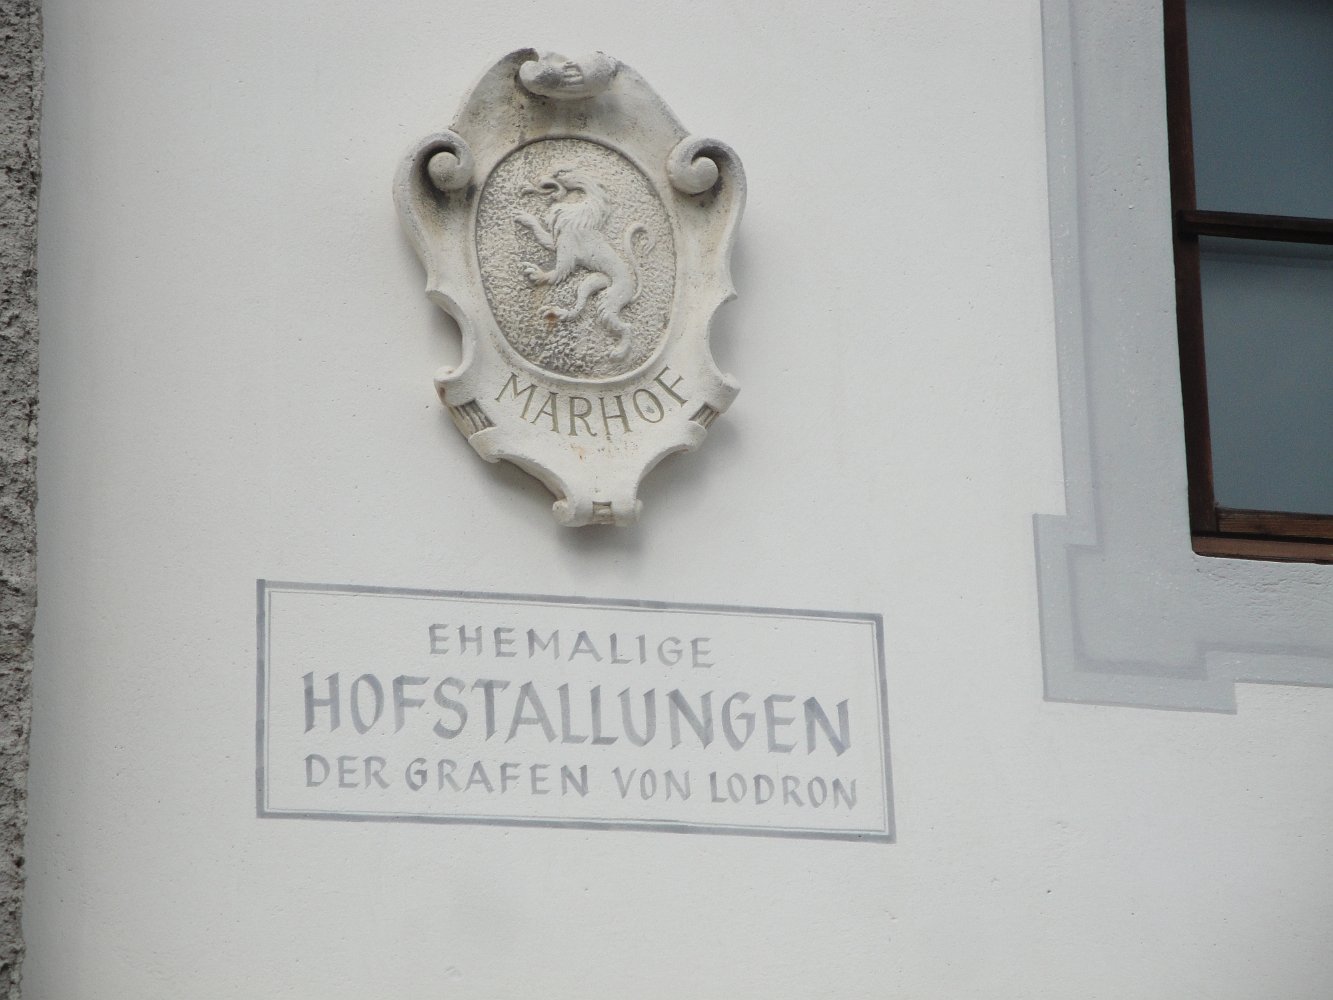 MARHOF
EHEMALIGE
HOFSTALLUNGEN
DER GRAFEN VON LODRON